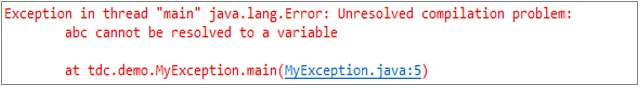 Exception in thread "main" java.lang.Error: Unresolved compilation problem:
abc cannot be resolved to a variable
at tdc.demo.MyException.main(MyException.java:5)